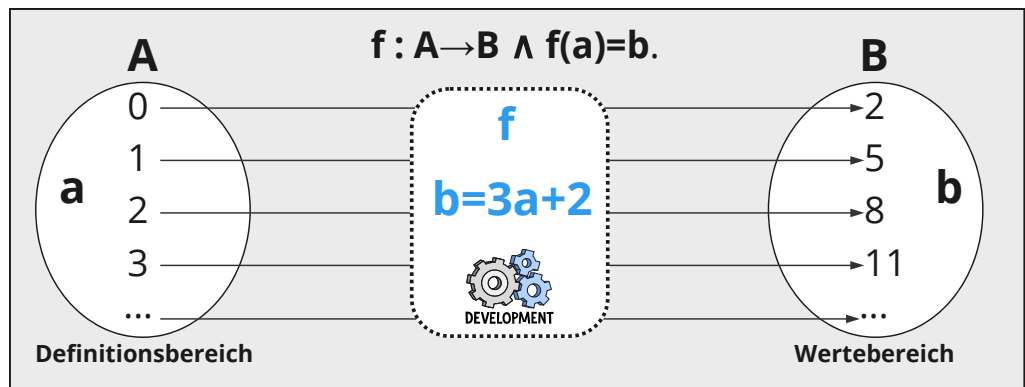 f : A→B ∧ f(a)=b.
A
B
0
2
f
1
5
a
b
b=3a+2
2
8
3
11
...
...
DEVELOPMENT
Definitionsbereich
Wertebereich